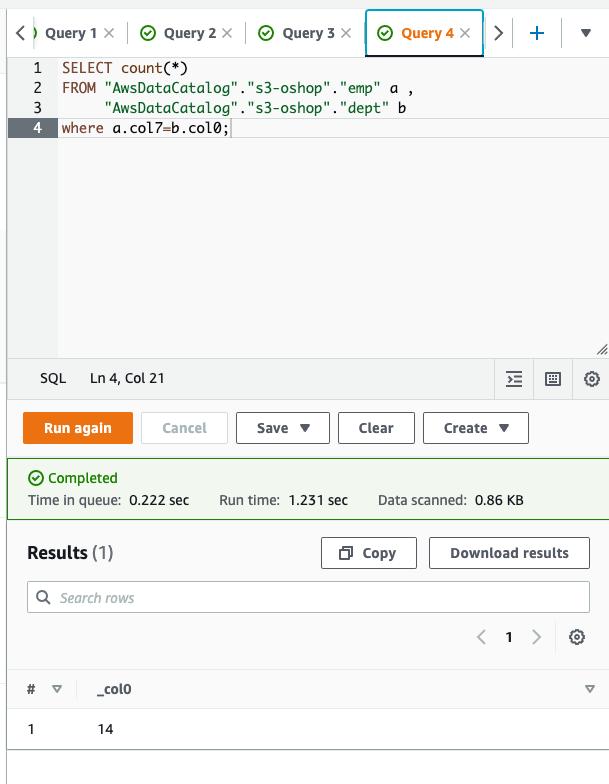 Query 1
Query 2
Query 3
Query 4
1 SELECT count(*)
2 FROM "AwsDataCatalog"."s3-oshop"."emp" a ,
3 "AwsDataCatalog"."s3-oshop"."dept" b
4 where a.col7=b.col0;
SQL Ln 4, Col 21
Run again Cancel Save Clear Create
Completed
Time in queue: 0.222 sec Run time: 1.231 sec Data scanned: 0.86 KB
Results (1) Copy Download results
Search rows
1
# _col0
1 14